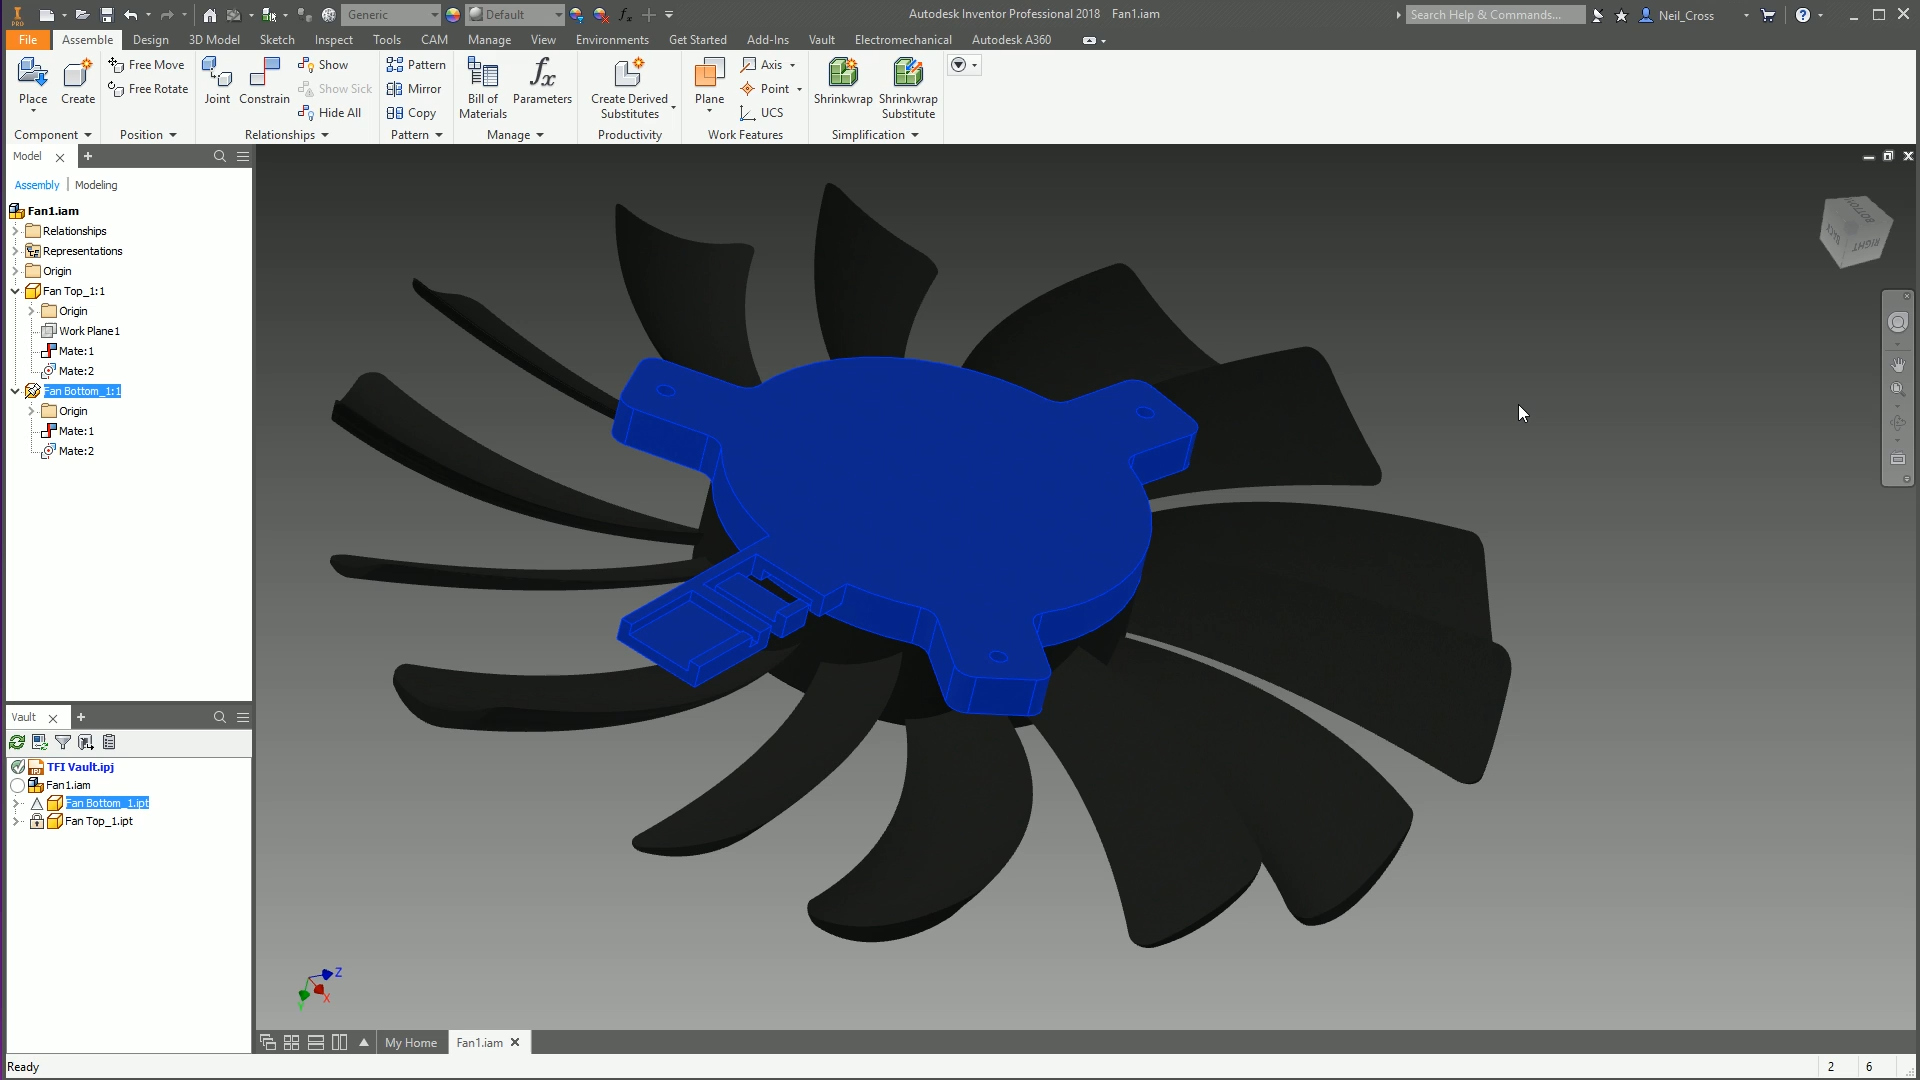 PRO
Generic
Default
Autodesk Inventor Professional 2018 Fan1.iam
Search Help & Commands...
Neil_Cross
File
Assemble
Design
3D Model
Sketch
Inspect
Tools
CAM
Manage
View
Environments
Get Started
Add-Ins
Vault
Electromechanical
Autodesk A360
Place
Create
Free Move
Free Rotate
Joint
Constrain
Show
Show Sick
Hide All
Pattern
Mirror
Copy
Bill of
Materials
Parameters
Create Derived
Substitutes
Plane
Axis
Point
UCS
Shrinkwrap
Shrinkwrap
Substitute
Component
Position
Relationships
Pattern
Manage
Productivity
Work Features
Simplification
Model
Assembly
Modeling
Fan1.iam
Relationships
Representations
Origin
Fan Top_1:1
Origin
Work Plane1
Mate:1
Mate:2
Fan Bottom_1:1
Origin
Mate:1
Mate:2
BOTTOM
BACK
RIGHT
Vault
TFI Vault.ipj
Fan1.iam
Fan Bottom_1.ipt
Fan Top_1.ipt
Z
X
Y
My Home
Fan1.iam
Ready
2
6